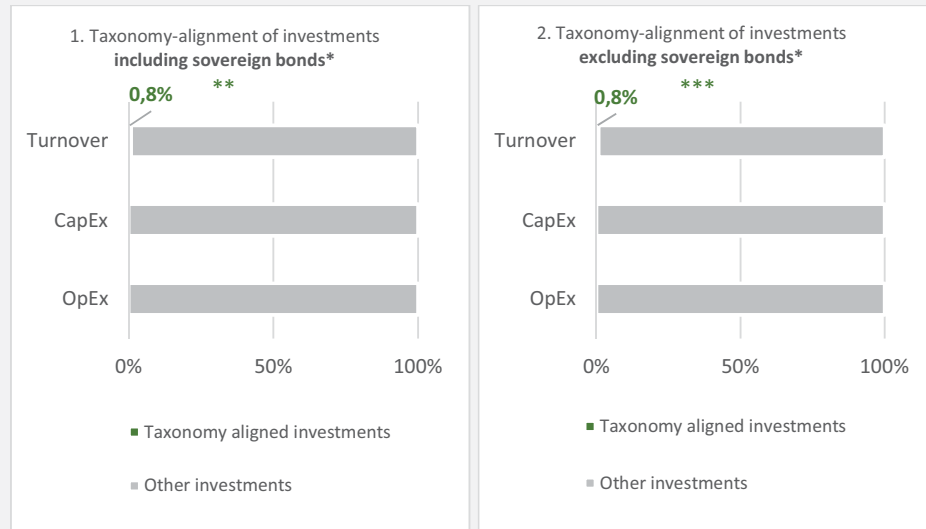 1. Taxonomy-alignment of investments
including sovereign bonds*
**
0,8%
Turnover
CapEx
OpEx
0% 50% 100%
Taxonomy aligned investments
Other investments
2. Taxonomy-alignment of investments
excluding sovereign bonds*
***
0,8%
Turnover
CapEx
OpEx
0% 50% 100%
Taxonomy aligned investments
Other investments